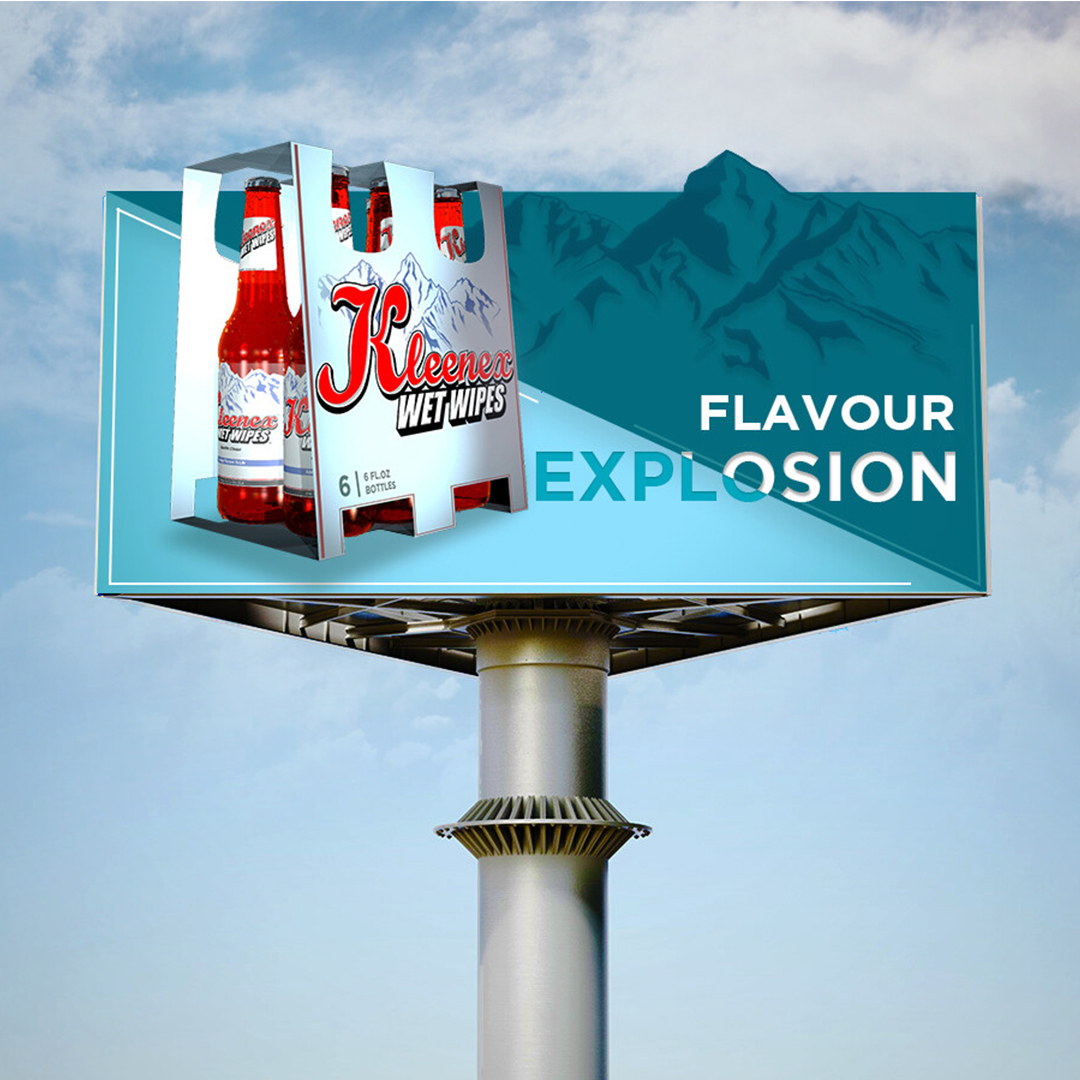 Kleenex
WET WIPES
6 | 6 FL.OZ
BOTTLES
FLAVOUR
EXPLOSION
Kleenex
WET WIPES